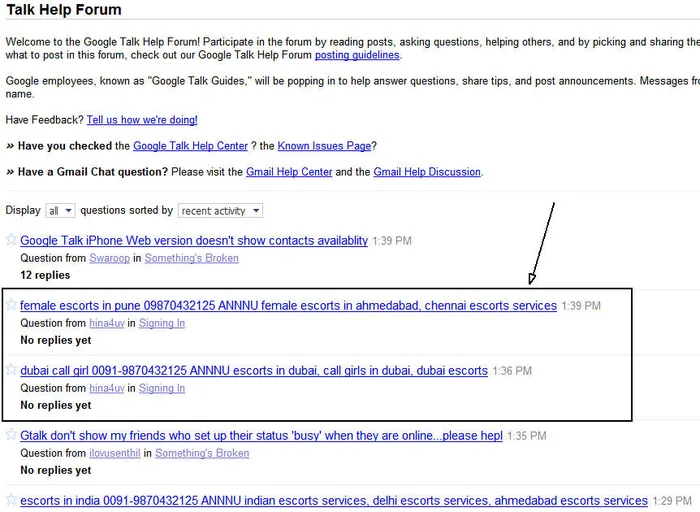 Talk Help Forum
Welcome to the Google Talk Help Forum! Participate in the forum by reading posts, asking questions, helping others, and by picking and sharing the
what to post in this forum, check out our Google Talk Help Forum posting guidelines.
Google employees, known as "Google Talk Guides," will be popping in to help answer questions, share tips, and post announcements. Messages fro
name.
Have Feedback? Tell us how we're doing!
» Have you checked the Google Talk Help Center ? the Known Issues Page?
» Have a Gmail Chat question? Please visit the Gmail Help Center and the Gmail Help Discussion.
Display all questions sorted by recent activity
Google Talk iPhone Web version doesn't show contacts availablity 1:39 PM
Question from Swaroop in Something's Broken
12 replies
female escorts in pune 09870432125 ANNNU female escorts in ahmedabad, chennai escorts services 1:39 PM
Question from hina4uv in Signing In
No replies yet
dubai call girl 0091-9870432125 ANNNU escorts in dubai, call girls in dubai, dubai escorts 1:36 PM
Question from hina4uv in Signing In
No replies yet
Gtalk don't show my friends who set up their status 'busy' when they are online...please hepl 1:35 PM
Question from ilovusenthil in Something's Broken
No replies yet
escorts in india 0091-9870432125 ANNNU indian escorts services, delhi escorts services, ahmedabad escorts services 1:29 PM